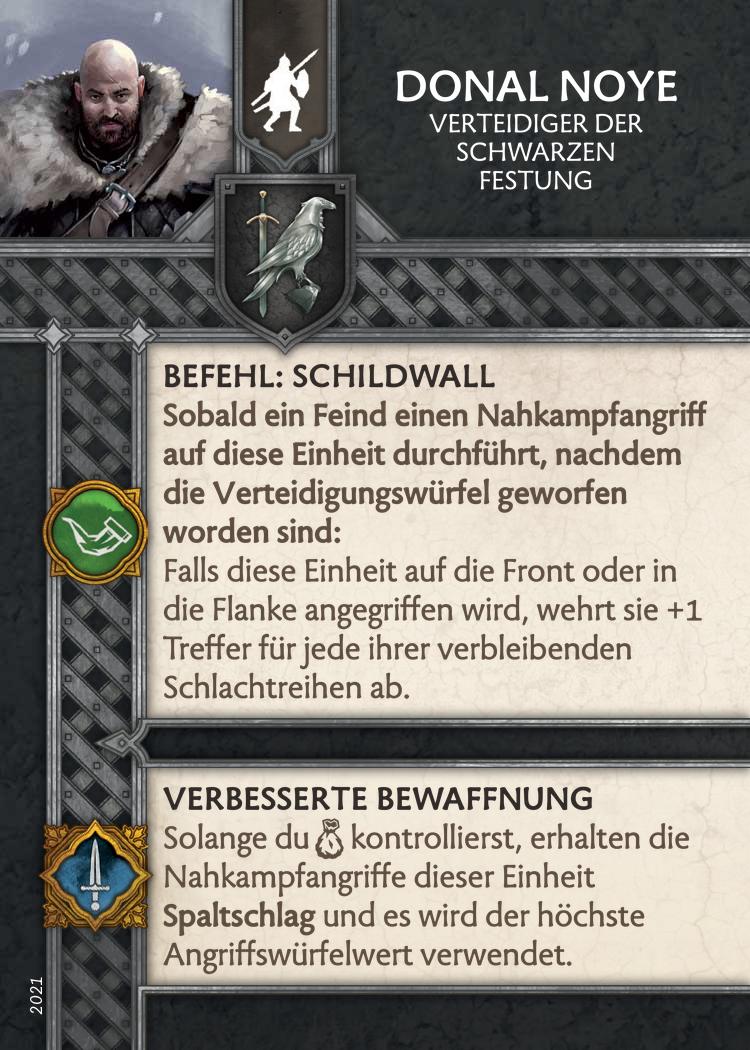 DONAL NOYE
VERTEIDIGER DER
SCHWARZEN
FESTUNG
BEFEHL: SCHILDWALL
Sobald ein Feind einen Nahkampfangriff
auf diese Einheit durchführt, nachdem
die Verteidigungswürfel geworfen
worden sind:
Falls diese Einheit auf die Front oder in
die Flanke angegriffen wird, wehrt sie +1
Treffer für jede ihrer verbleibenden
Schlachtreihen ab.
VERBESSERTE BEWAFFNUNG
Solange du kontrollierst, erhalten die
Nahkampfangriffe dieser Einheit
Spaltschlag und es wird der höchste
Angriffswürfelwert verwendet.
2021